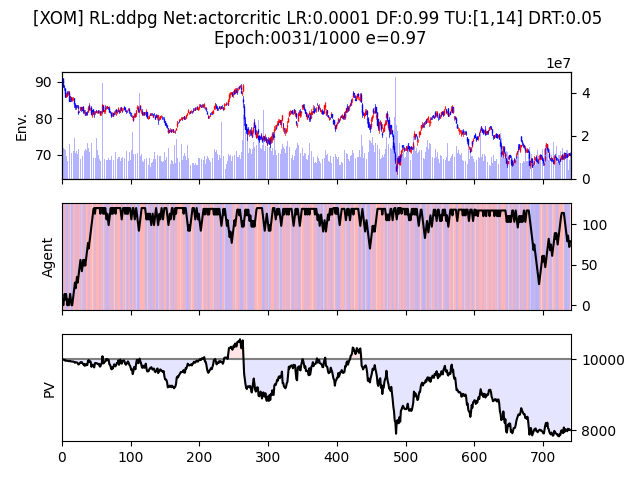 [XOM] RL:ddpg Net:actorcritic LR:0.0001 DF:0.99 TU:[1,14] DRT:0.05
Epoch:0031/1000 e=0.97
1e7
90
80
70
Env.
4
2
0
Agent
100
50
0
PV
10000
8000
0 100 200 300 400 500 600 700